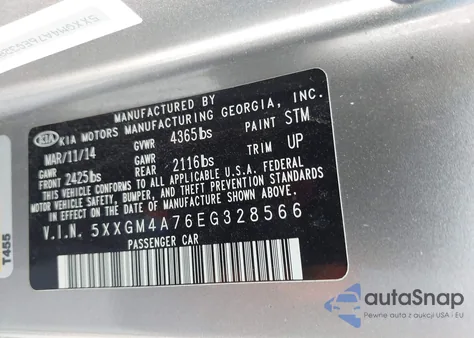 MANUFACTURED BY
KIA KIA MOTORS MANUFACTURING GEORGIA, INC.
MAR/11/14 GVWR 4365lbs PAINT STM
GAWR FRONT 2425lbs GAWR REAR 2116lbs TRIM UP
THIS VEHICLE CONFORMS TO ALL APPLICABLE U.S.A. FEDERAL
MOTOR VEHICLE SAFETY, BUMPER, AND THEFT PREVENTION
STANDARDS IN EFFECT ON THE DATE OF MANUFACTURE SHOWN ABOVE.
V.I.N. 5XXGM4A76EG328566
PASSENGER CAR
T455
autoSnap
Pewne auta z aukcji USA i EU